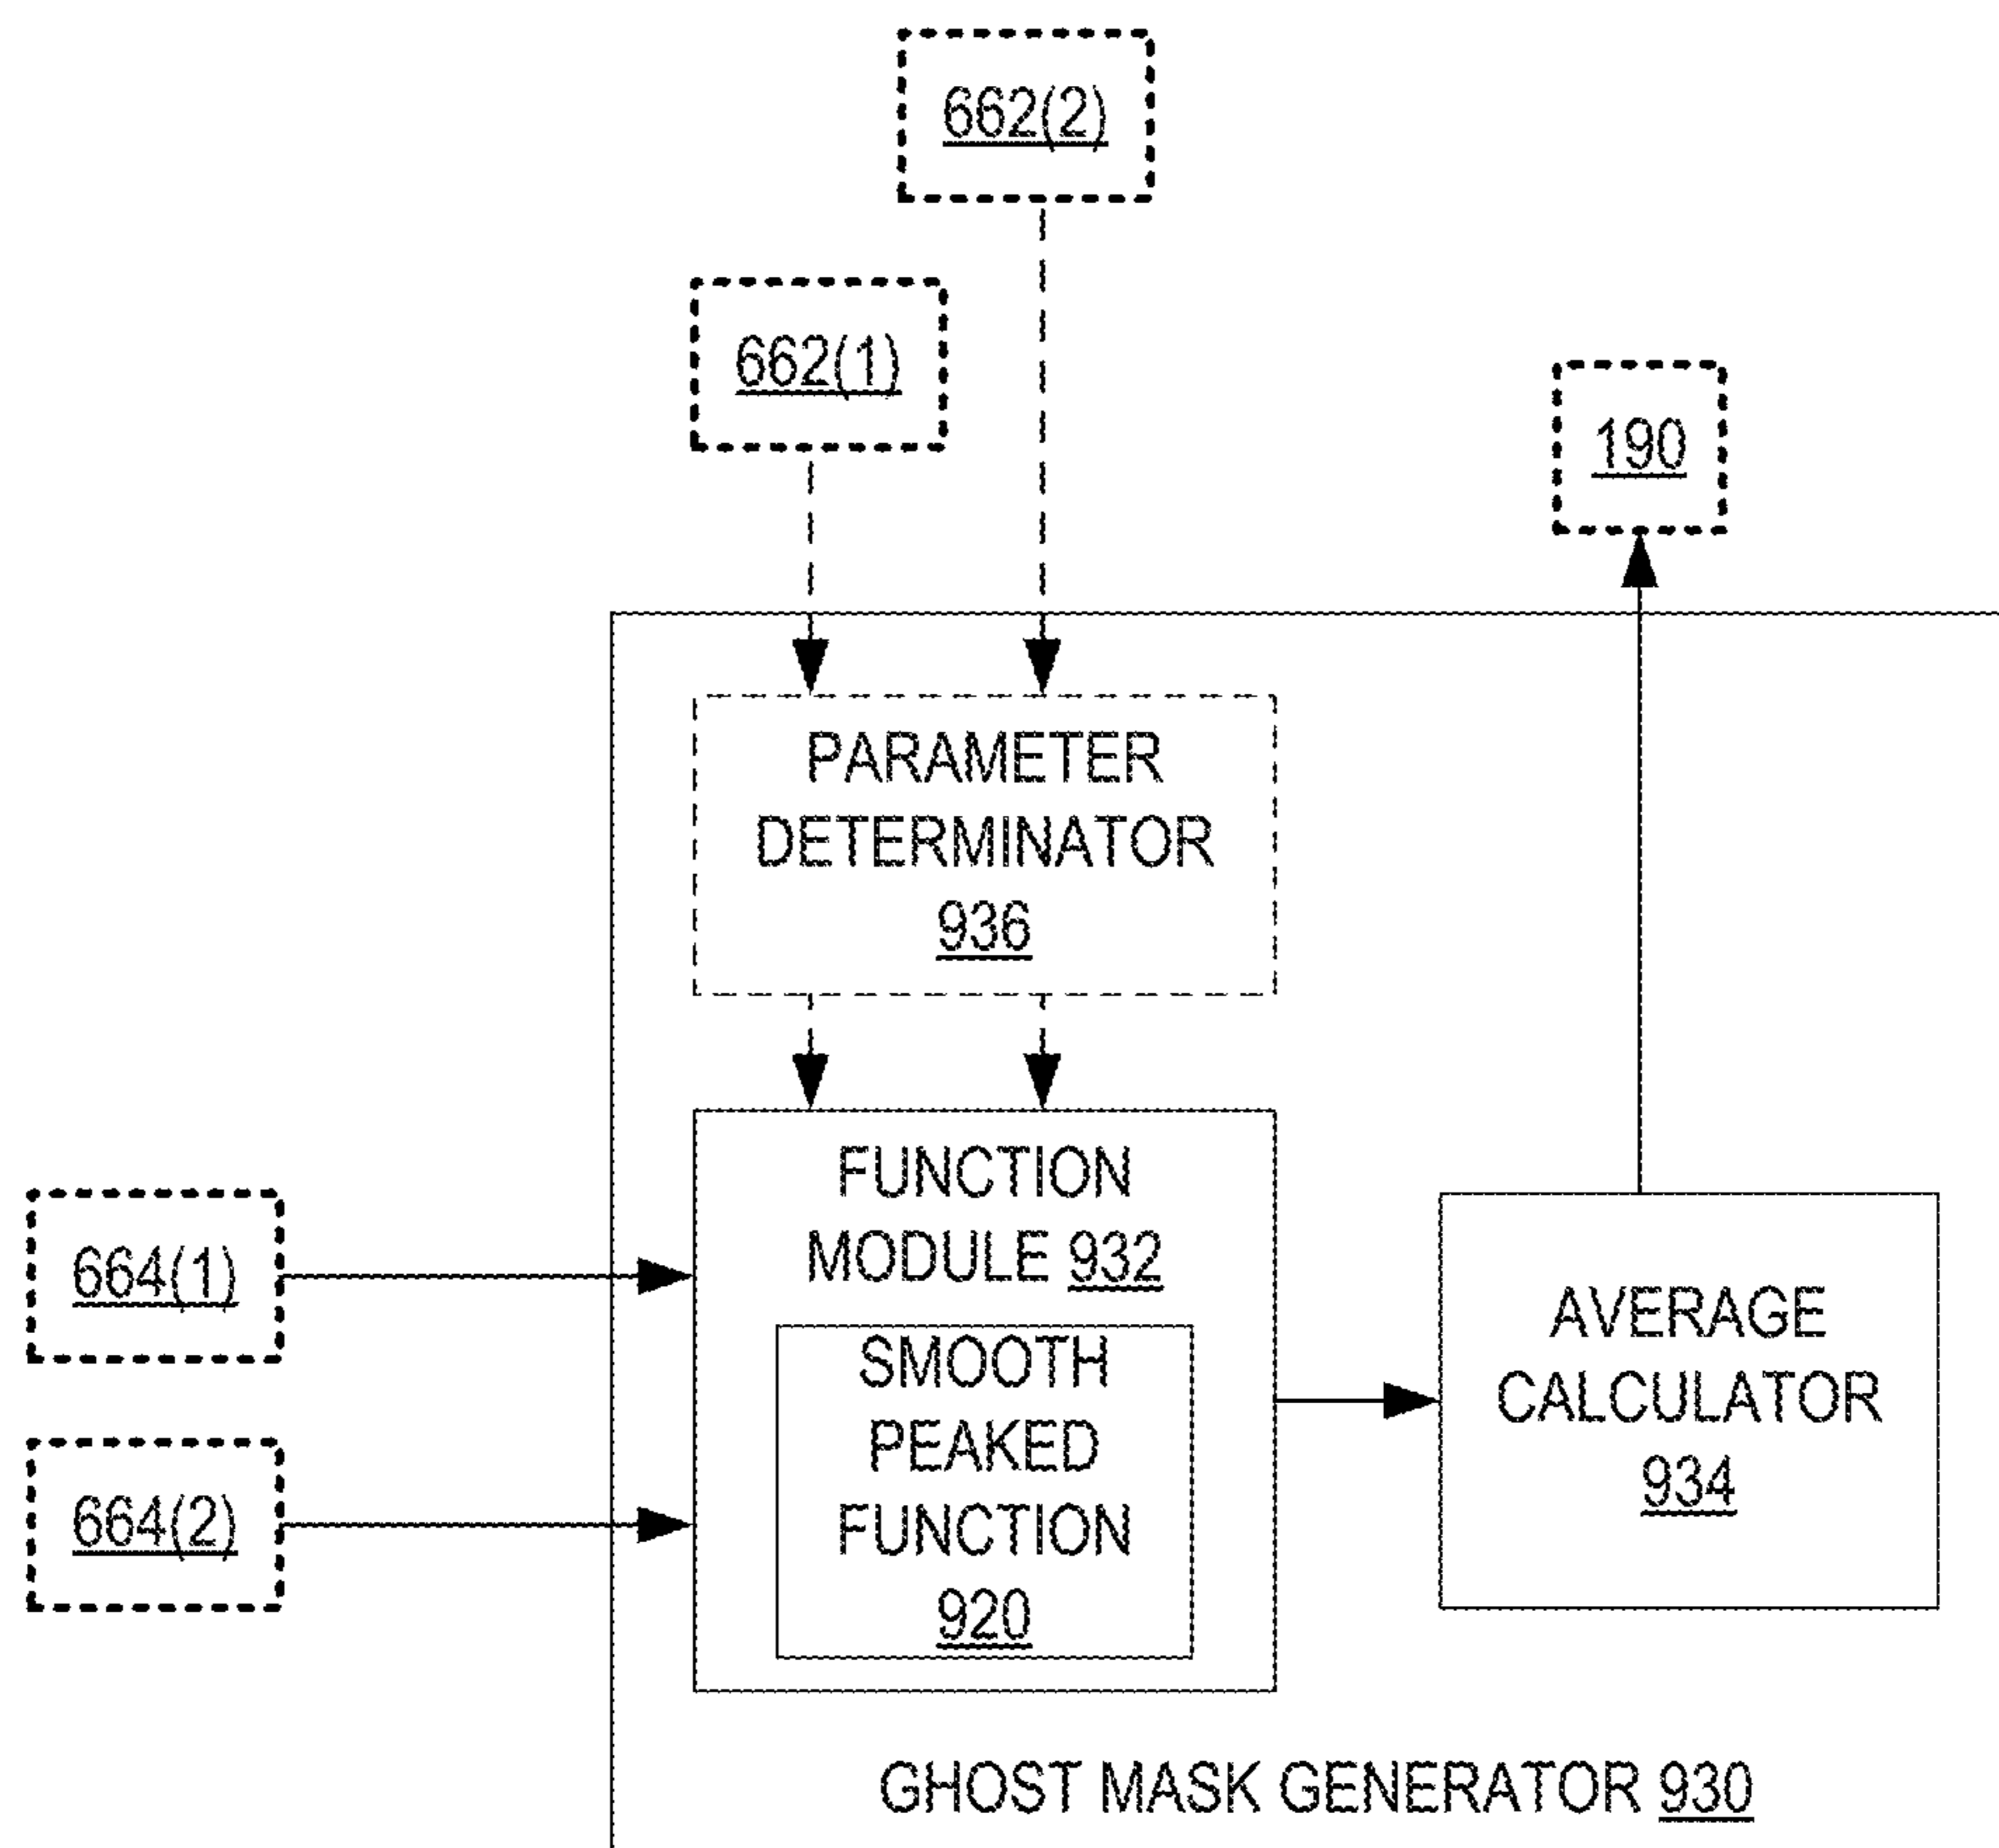 662(2)
662(1)
190
PARAMETER
DETERMINATOR
936
FUNCTION
MODULE 932
664(1)
664(2)
SMOOTH
PEAKED
FUNCTION
920
AVERAGE
CALCULATOR
934
GHOST MASK GENERATOR 930